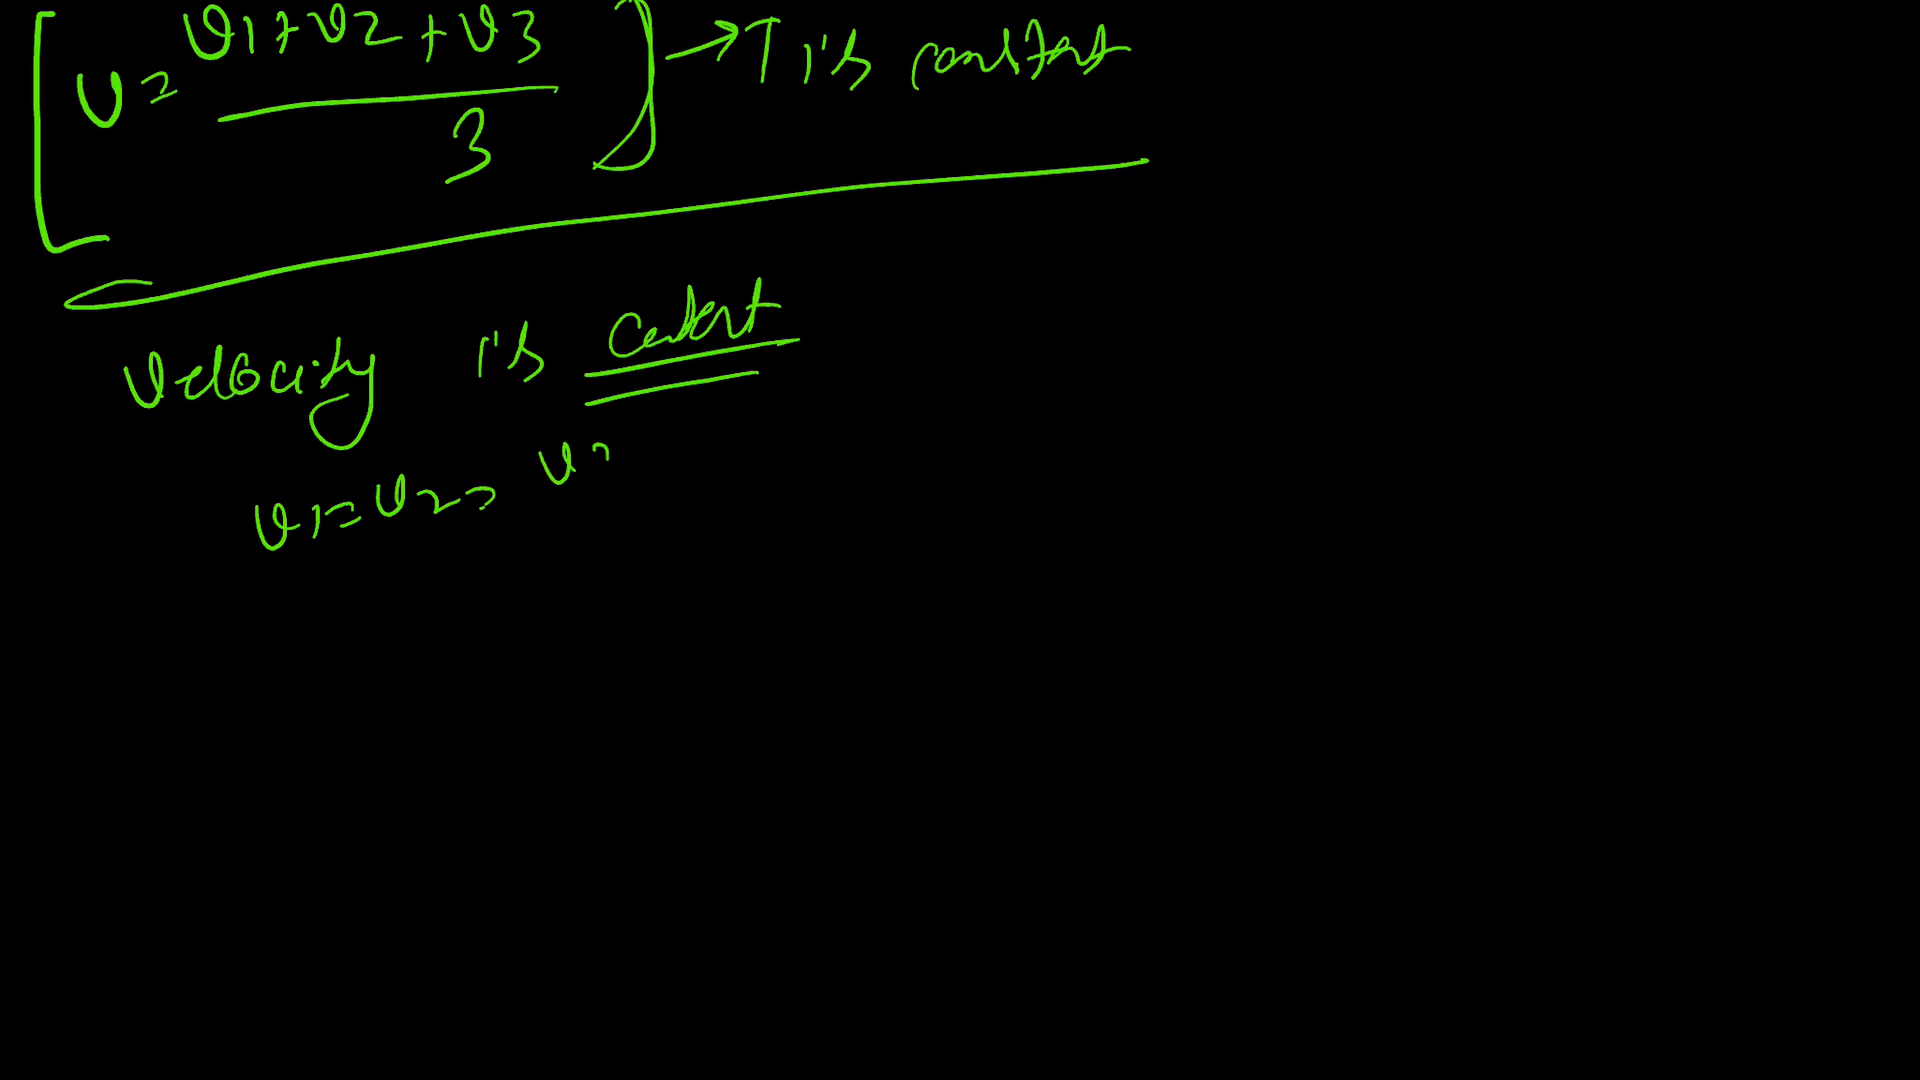 [v = (v1 + v2 + v3) / 3] → T is constant
Velocity is constant
v1 = v2 = v